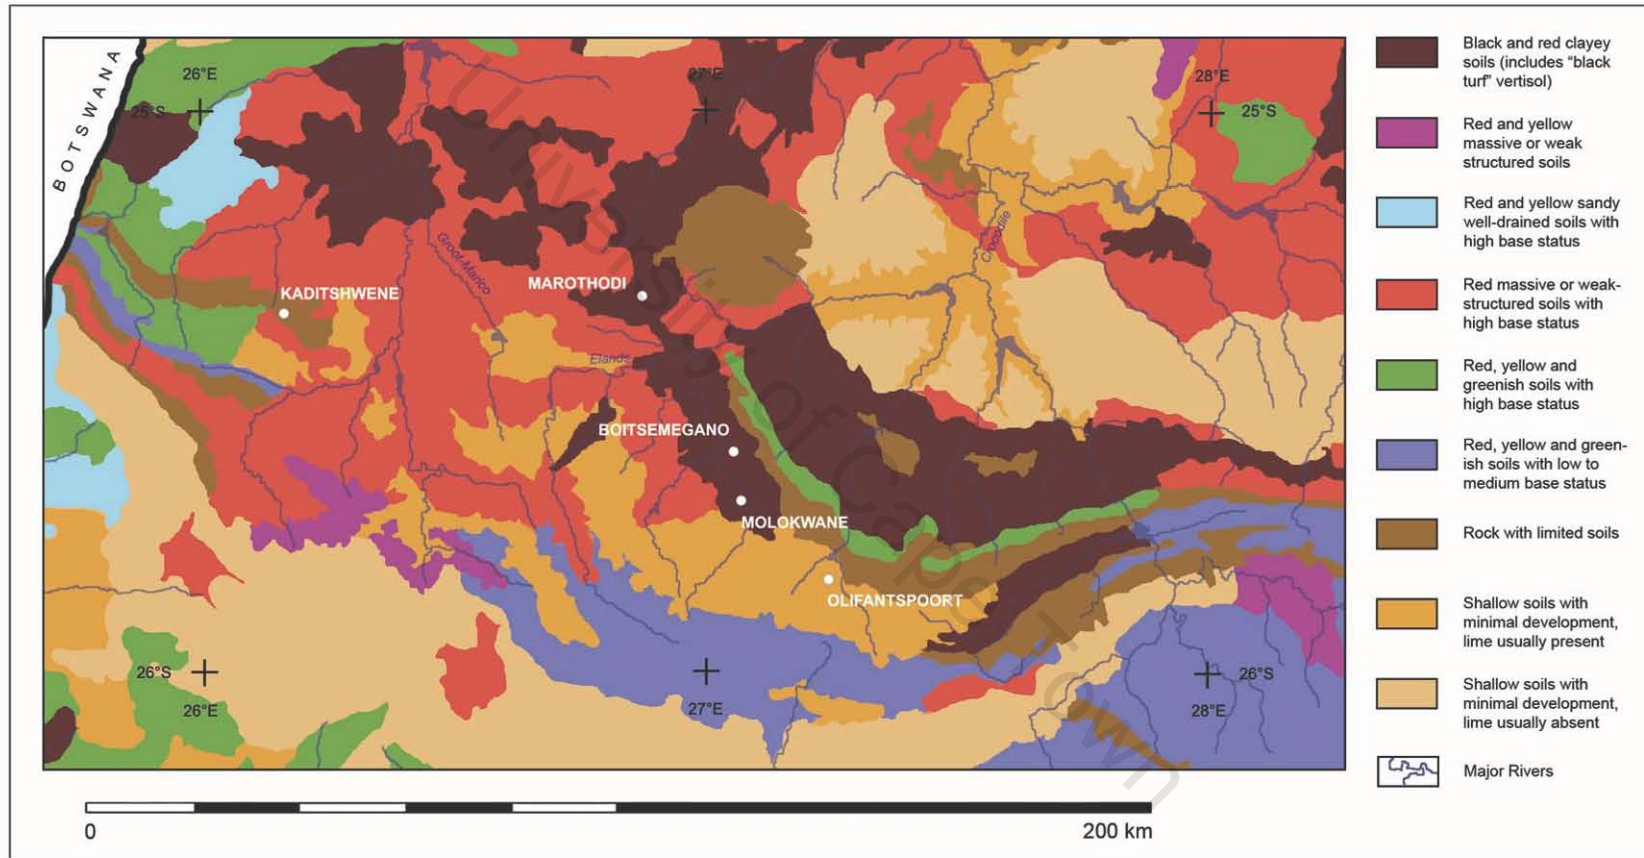 BOTSWANA
26°E
27°E
28°E
25°S
25°S
Groot-Marico
Crocodile
MAROTHODI
KADITSHWENE
Elands
BOITSEMEGANO
MOLOKWANE
OLIFANTSPOORT
26°S
26°S
26°E
27°E
28°E
University of Cape Town
0
200 km
Black and red clayey
soils (includes "black
turf" vertisol)
Red and yellow
massive or weak
structured soils
Red and yellow sandy
well-drained soils with
high base status
Red massive or weak-
structured soils with
high base status
Red, yellow and
greenish soils with
high base status
Red, yellow and green-
ish soils with low to
medium base status
Rock with limited soils
Shallow soils with
minimal development,
lime usually present
Shallow soils with
minimal development,
lime usually absent
Major Rivers